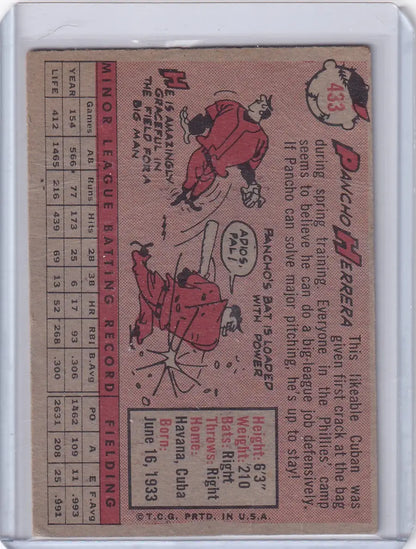 433
PANCHO HERRERA
This likeable Cuban was
given first crack at the bag
during spring training. Everyone in the Phillies' camp
seems to believe he can do a big-league job defensively.
If Pancho can solve major pitching, he's up to stay!
HE IS AMAZINGLY
GRACEFUL IN
THE FIELD FOR A
BIG MAN
PANCHO'S BAT IS LOADED
WITH POWER
ADIOS,
PAL!
Height: 6'3"
Weight: 210
Bats: Right
Throws: Right
Home:
Havana, Cuba
Born:
June 16, 1933
MINOR LEAGUE BATTING RECORD FIELDING
Games AB Runs Hits 2B 3B HR RBI B-Avg PO A E F.Avg
YEAR 154 566 77 173 25 6 17 93 .306 1462 109 11 .993
LIFE 412 1465 216 439 69 13 52 268 .300 2631 208 25 .991
©T.C.G. PRTD. IN U.S.A.